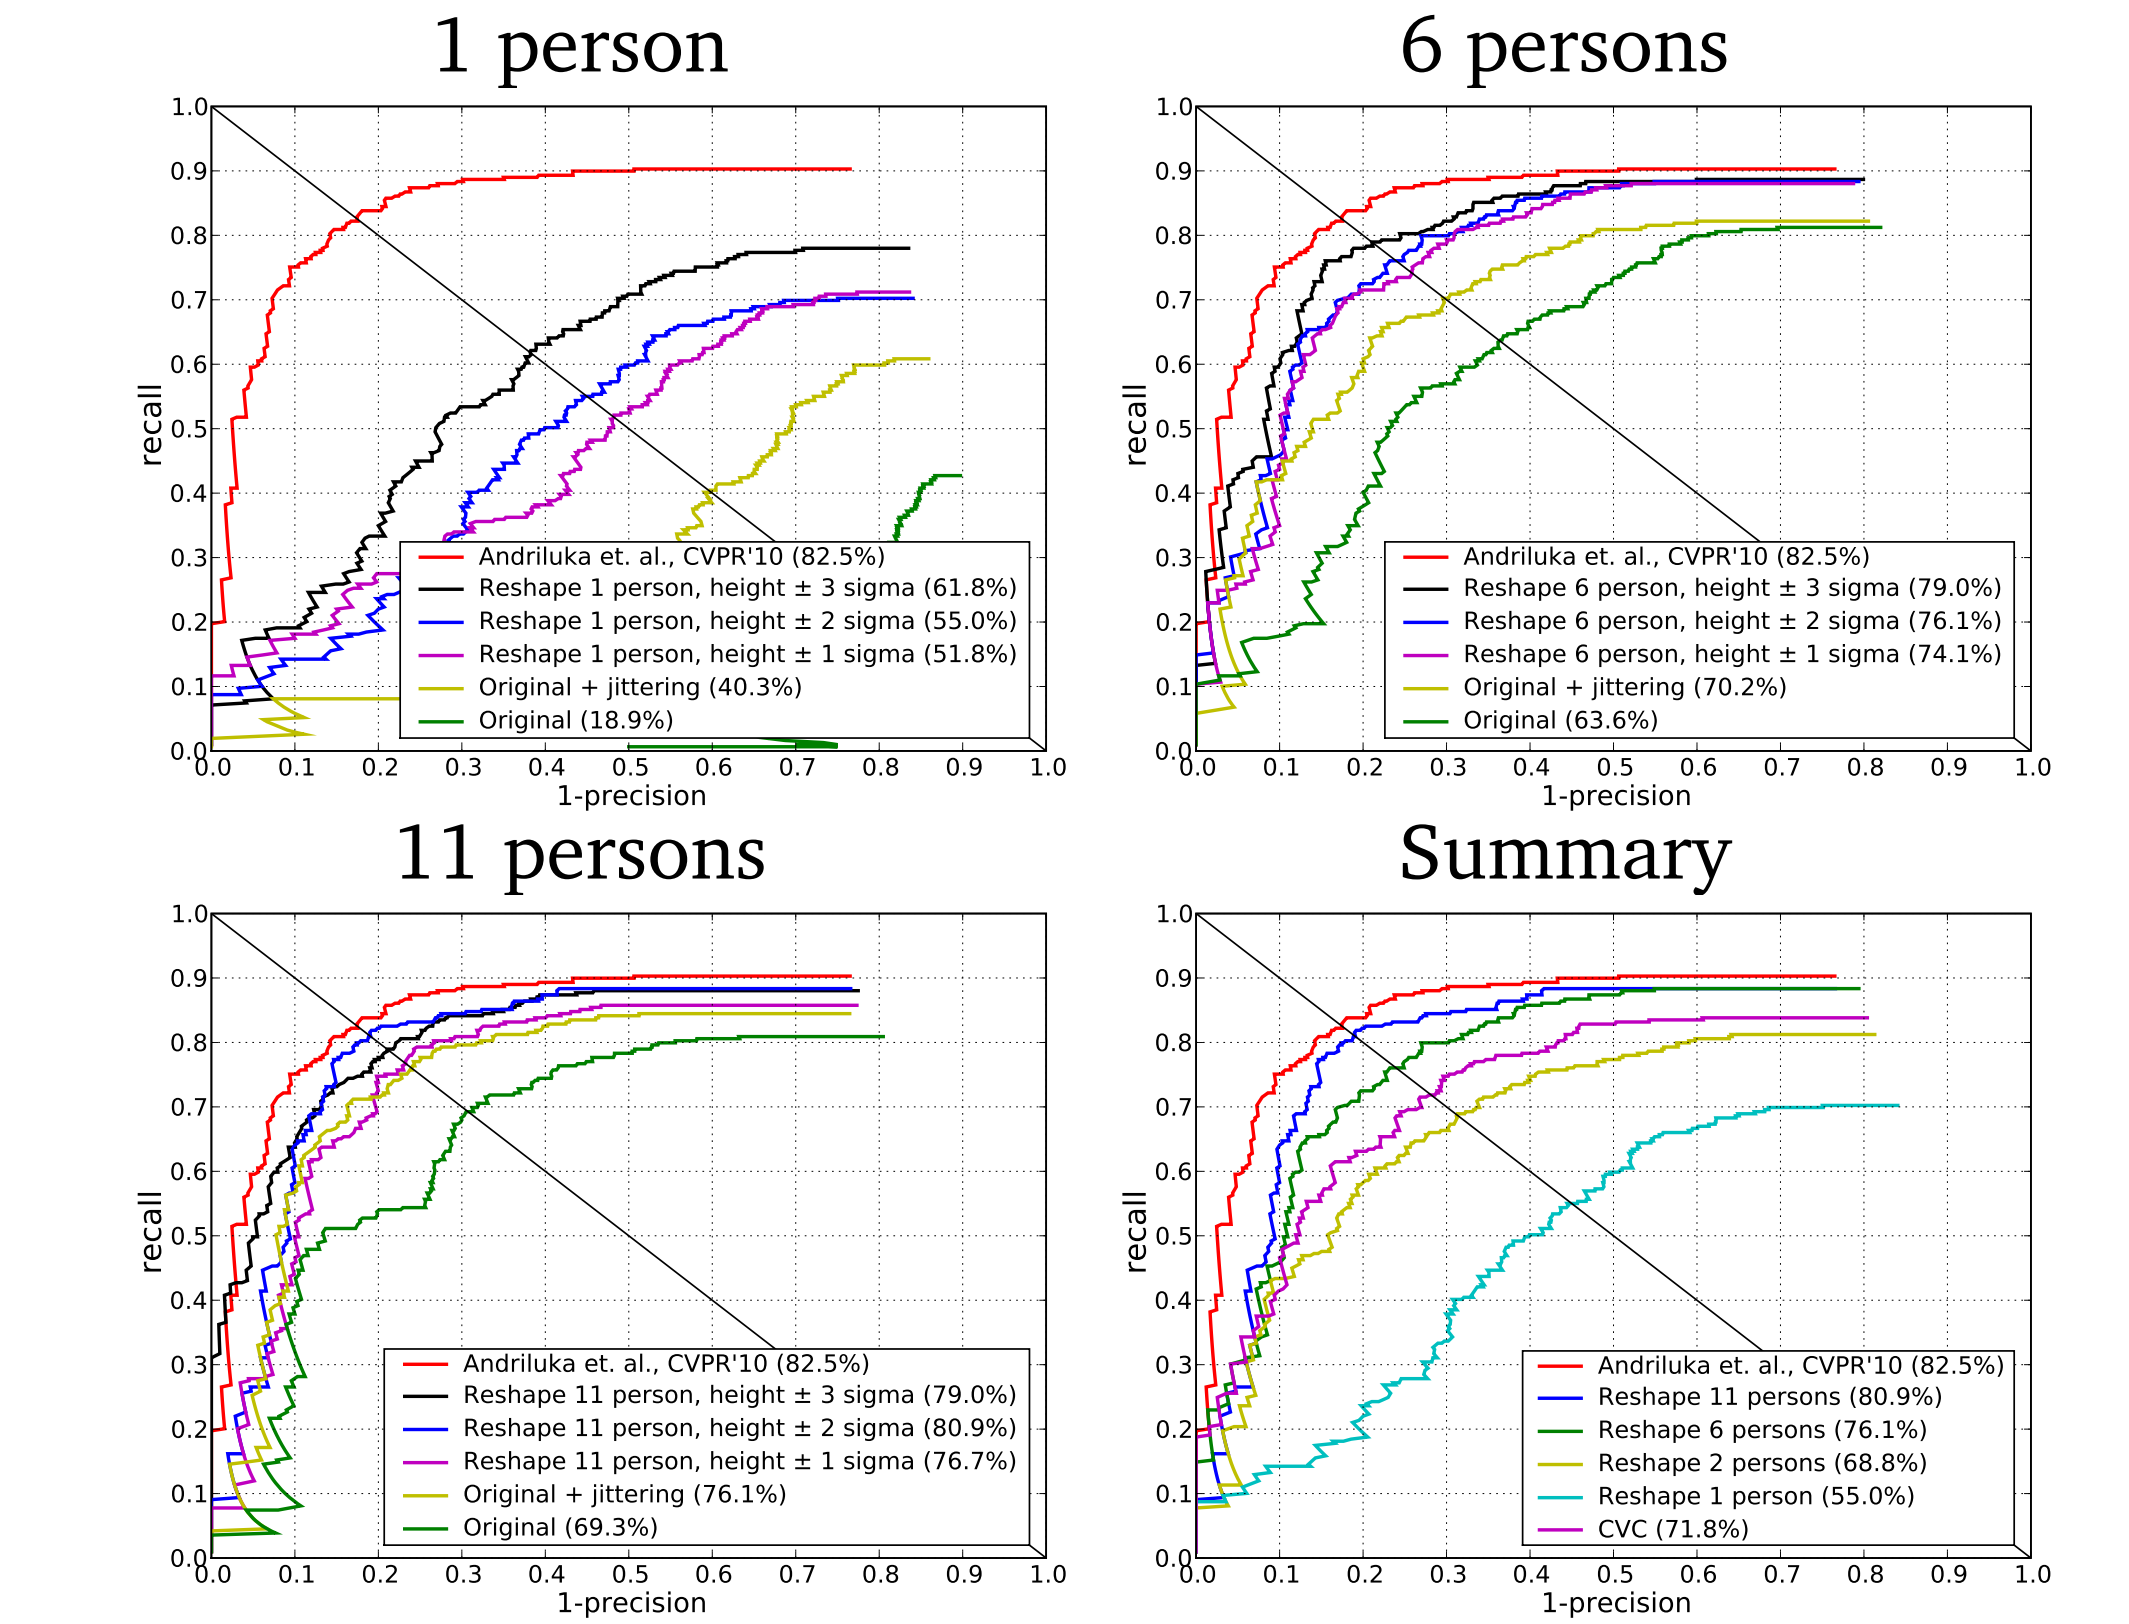 1 person
1.0
0.9
0.8
0.7
0.6
0.5
0.4
0.3
0.2
0.1
0.0
recall
Andriluka et. al., CVPR'10 (82.5%)
Reshape 1 person, height ± 3 sigma (61.8%)
Reshape 1 person, height ± 2 sigma (55.0%)
Reshape 1 person, height ± 1 sigma (51.8%)
Original + jittering (40.3%)
Original (18.9%)
0.0 0.1 0.2 0.3 0.4 0.5 0.6 0.7 0.8 0.9 1.0
1-precision
6 persons
1.0
0.9
0.8
0.7
0.6
0.5
0.4
0.3
0.2
0.1
0.0
recall
Andriluka et. al., CVPR'10 (82.5%)
Reshape 6 person, height ± 3 sigma (79.0%)
Reshape 6 person, height ± 2 sigma (76.1%)
Reshape 6 person, height ± 1 sigma (74.1%)
Original + jittering (70.2%)
Original (63.6%)
0.0 0.1 0.2 0.3 0.4 0.5 0.6 0.7 0.8 0.9 1.0
1-precision
11 persons
1.0
0.9
0.8
0.7
0.6
0.5
0.4
0.3
0.2
0.1
0.0
recall
Andriluka et. al., CVPR'10 (82.5%)
Reshape 11 person, height ± 3 sigma (79.0%)
Reshape 11 person, height ± 2 sigma (80.9%)
Reshape 11 person, height ± 1 sigma (76.7%)
Original + jittering (76.1%)
Original (69.3%)
0.0 0.1 0.2 0.3 0.4 0.5 0.6 0.7 0.8 0.9 1.0
1-precision
Summary
1.0
0.9
0.8
0.7
0.6
0.5
0.4
0.3
0.2
0.1
0.0
recall
Andriluka et. al., CVPR'10 (82.5%)
Reshape 11 persons (80.9%)
Reshape 6 persons (76.1%)
Reshape 2 persons (68.8%)
Reshape 1 person (55.0%)
CVC (71.8%)
0.0 0.1 0.2 0.3 0.4 0.5 0.6 0.7 0.8 0.9 1.0
1-precision